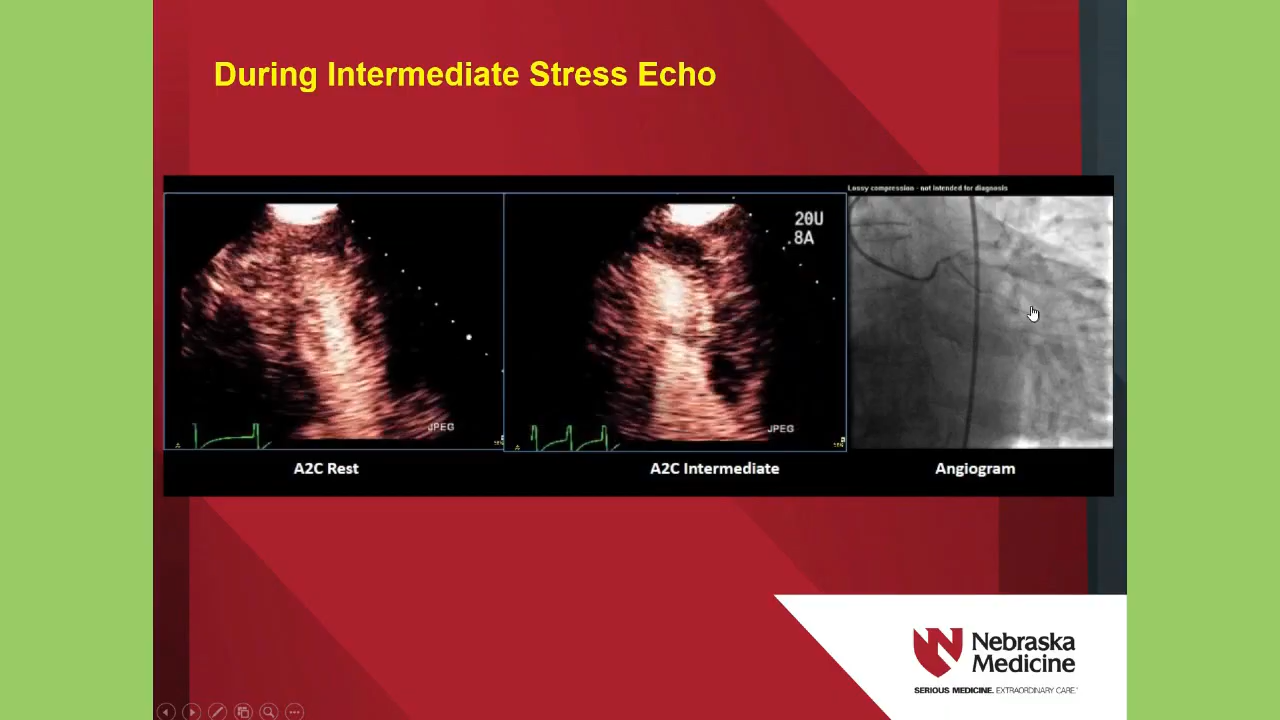 During Intermediate Stress Echo
Lossy compression - not intended for diagnosis
20U
8A
JPEG
JPEG
A2C Rest
A2C Intermediate
Angiogram
Nebraska
Medicine
SERIOUS MEDICINE. EXTRAORDINARY CARE.